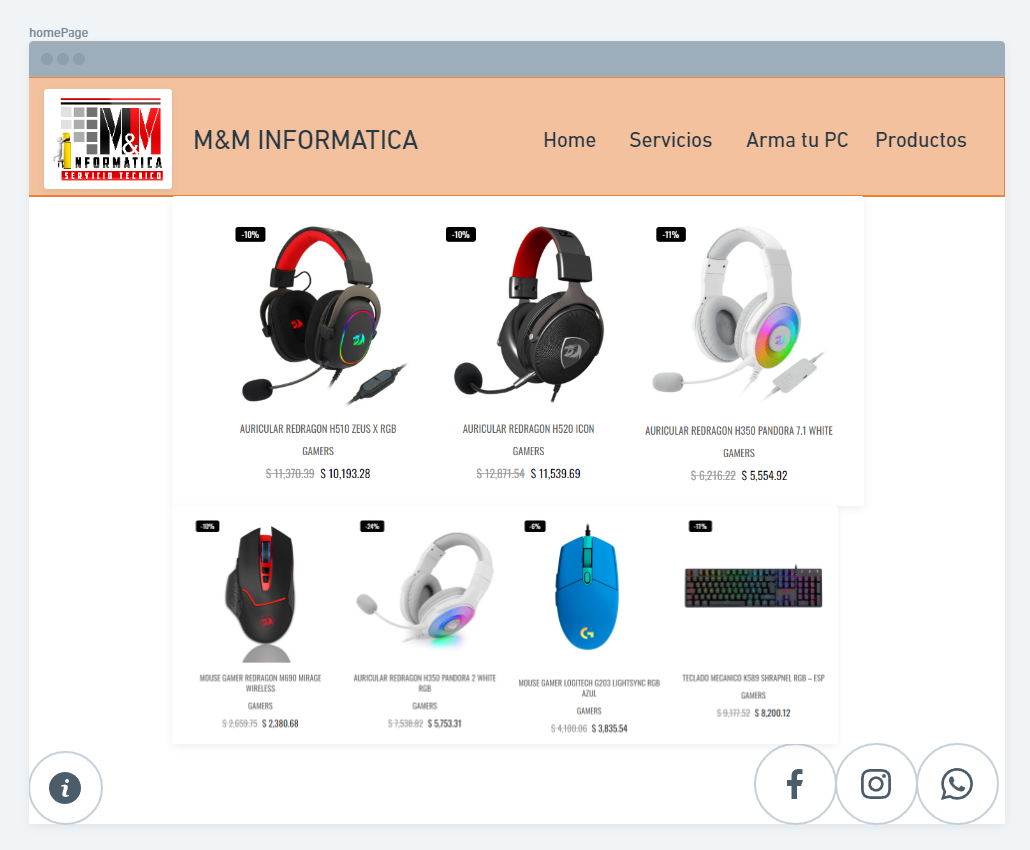 homePage
M&M
INFORMATICA
SERVICIO TECNICO
M&M INFORMATICA
Home
Servicios
Arma tu PC
Productos
-10%
-10%
-11%
AURICULAR REDRAGON H510 ZEUS X RGB
GAMERS
$ 11,370.39 $ 10,193.28
AURICULAR REDRAGON H520 ICON
GAMERS
$ 12,871.54 $ 11,539.69
AURICULAR REDRAGON H350 PANDORA 7.1 WHITE
GAMERS
$ 6,216.22 $ 5,554.92
-10%
-24%
-6%
-11%
MOUSE GAMER REDRAGON M690 MIRAGE
WIRELESS
GAMERS
$ 2,659.75 $ 2,380.68
AURICULAR REDRAGON H350 PANDORA 2 WHITE
RGB
GAMERS
$ 7,538.82 $ 5,753.31
MOUSE GAMER LOGITECH G203 LIGHTSYNC RGB
AZUL
GAMERS
$ 4,100.06 $ 3,835.54
TECLADO MECANICO K589 SHRAPNEL RGB – ESP
GAMERS
$ 9,177.52 $ 8,200.12